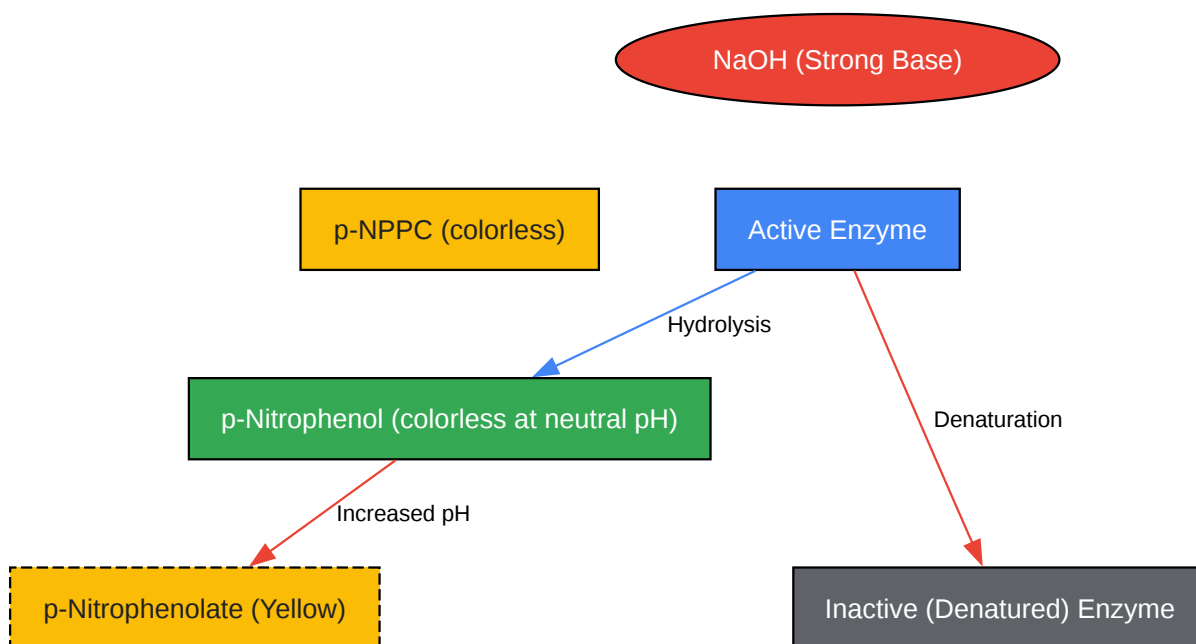 NaOH (Strong Base)
p-NPPC (colorless)
Active Enzyme
Hydrolysis
p-Nitrophenol (colorless at neutral pH)
Denaturation
Increased pH
p-Nitrophenolate (Yellow)
Inactive (Denatured) Enzyme